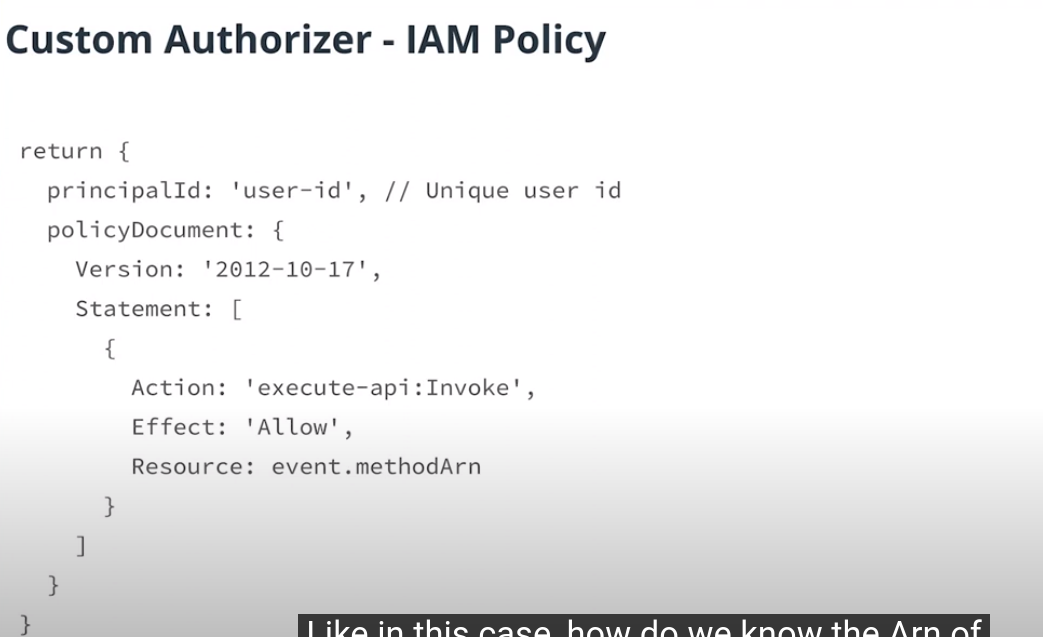 Custom Authorizer - IAM Policy
return {
principalId: 'user-id', // Unique user id
policyDocument: {
Version: '2012-10-17',
Statement: [
{
Action: 'execute-api:Invoke',
Effect: 'Allow',
Resource: event.methodArn
}
]
}
}
Like in this case, how do we know the Arn of